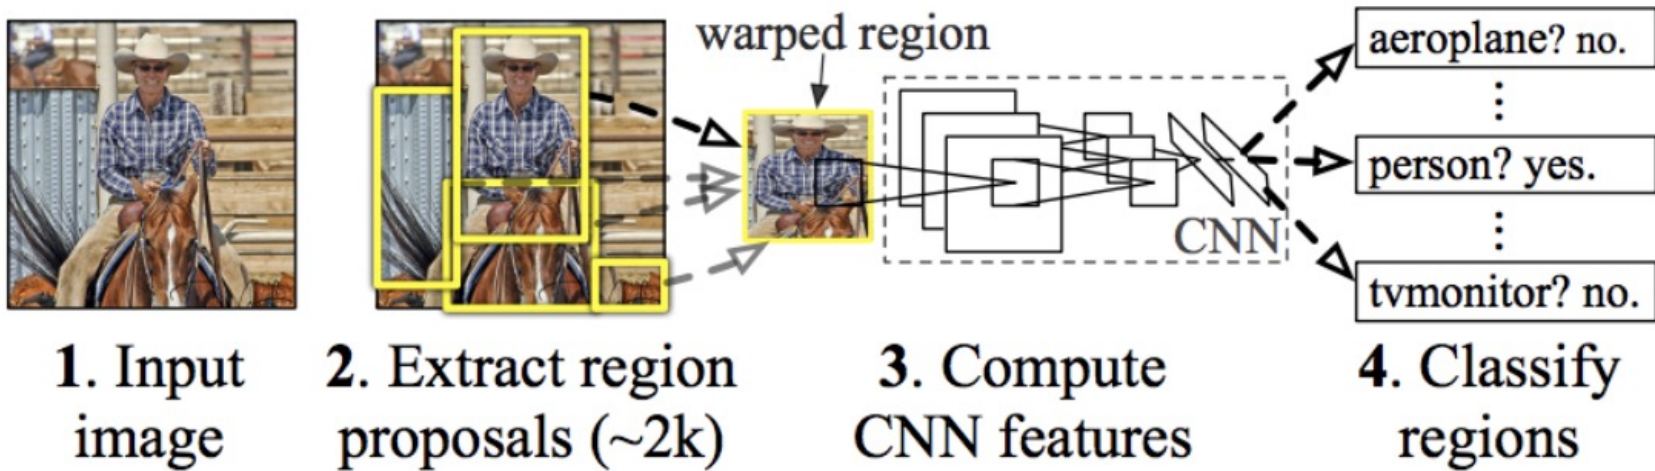 warped region
aeroplane? no.
person? yes.
CNN
tvmonitor? no.
1. Input
image
2. Extract region
proposals (~2k)
3. Compute
CNN features
4. Classify
regions